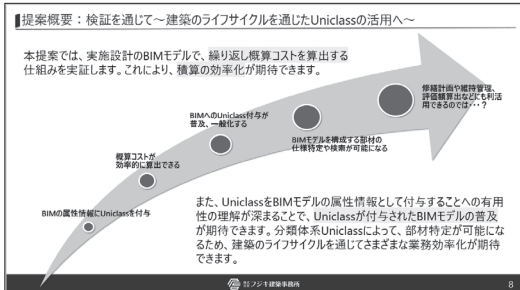 提案概要：検証を通じて～建築のライフサイクルを通じたUniclassの活用へ～
本提案では、実施設計のBIMモデルで、繰り返し概算コストを算出する
仕組みを実証します。これにより、積算の効率化が期待できます。
修繕計画や維持管理、
評価額算出などにも利活
用できるのでは・・・？
BIMへのUniclass付与が
普及、一般化する
BIMモデルを構成する部材の
仕様特定や検索が可能になる
概算コストが
効率的に算出できる
BIMの属性情報にUniclassを付与
また、UniclassをBIMモデルの属性情報として付与することへの有用
性の理解が深まることで、Uniclassが付与されたBIMモデルの普及
が期待できます。分類体系Uniclassによって、部材特定が可能にな
るため、建築のライフサイクルを通じてさまざまな業務効率化が期待
できます。
株式会社フジキ建築事務所
8